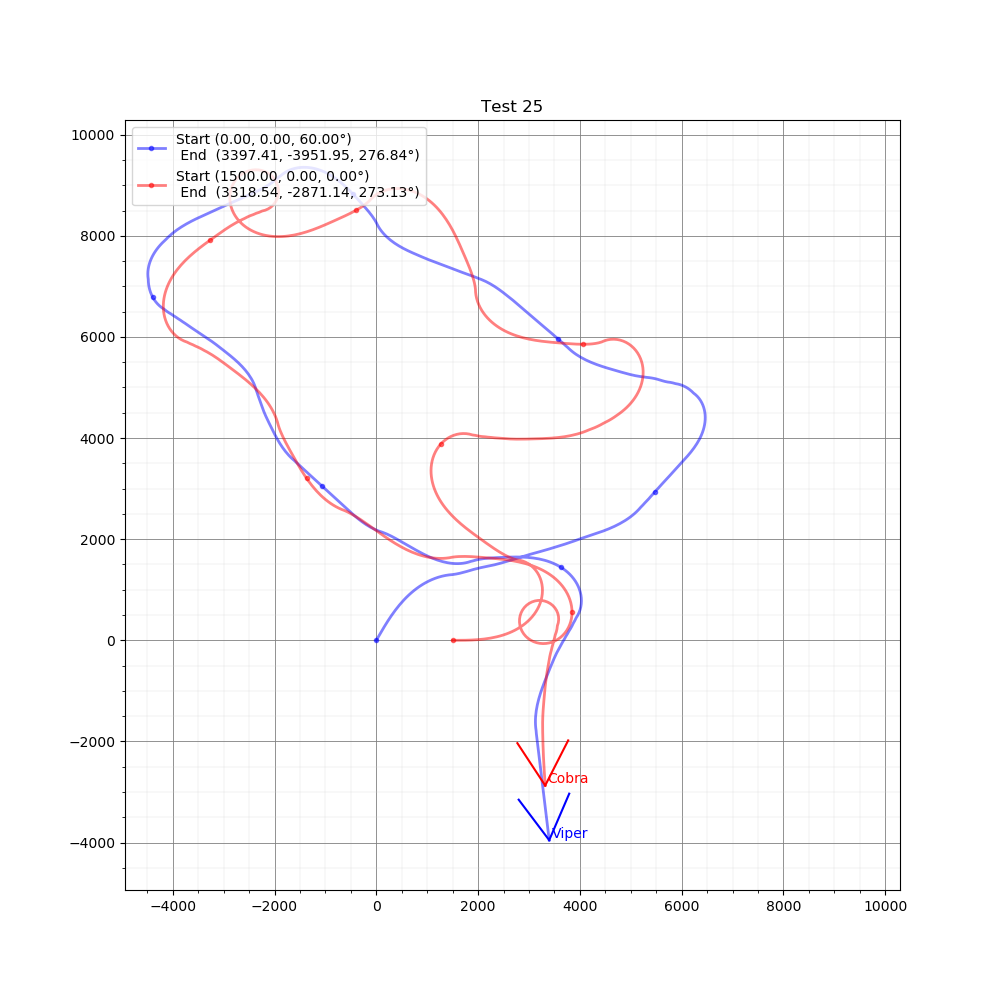 Test 25
Start (0.00, 0.00, 60.00°)
End  (3397.41, -3951.95, 276.84°)
Start (1500.00, 0.00, 0.00°)
End  (3318.54, -2871.14, 273.13°)
10000
8000
6000
4000
2000
0
−2000
−4000
Cobra
Viper
−4000 −2000 0 2000 4000 6000 8000 10000